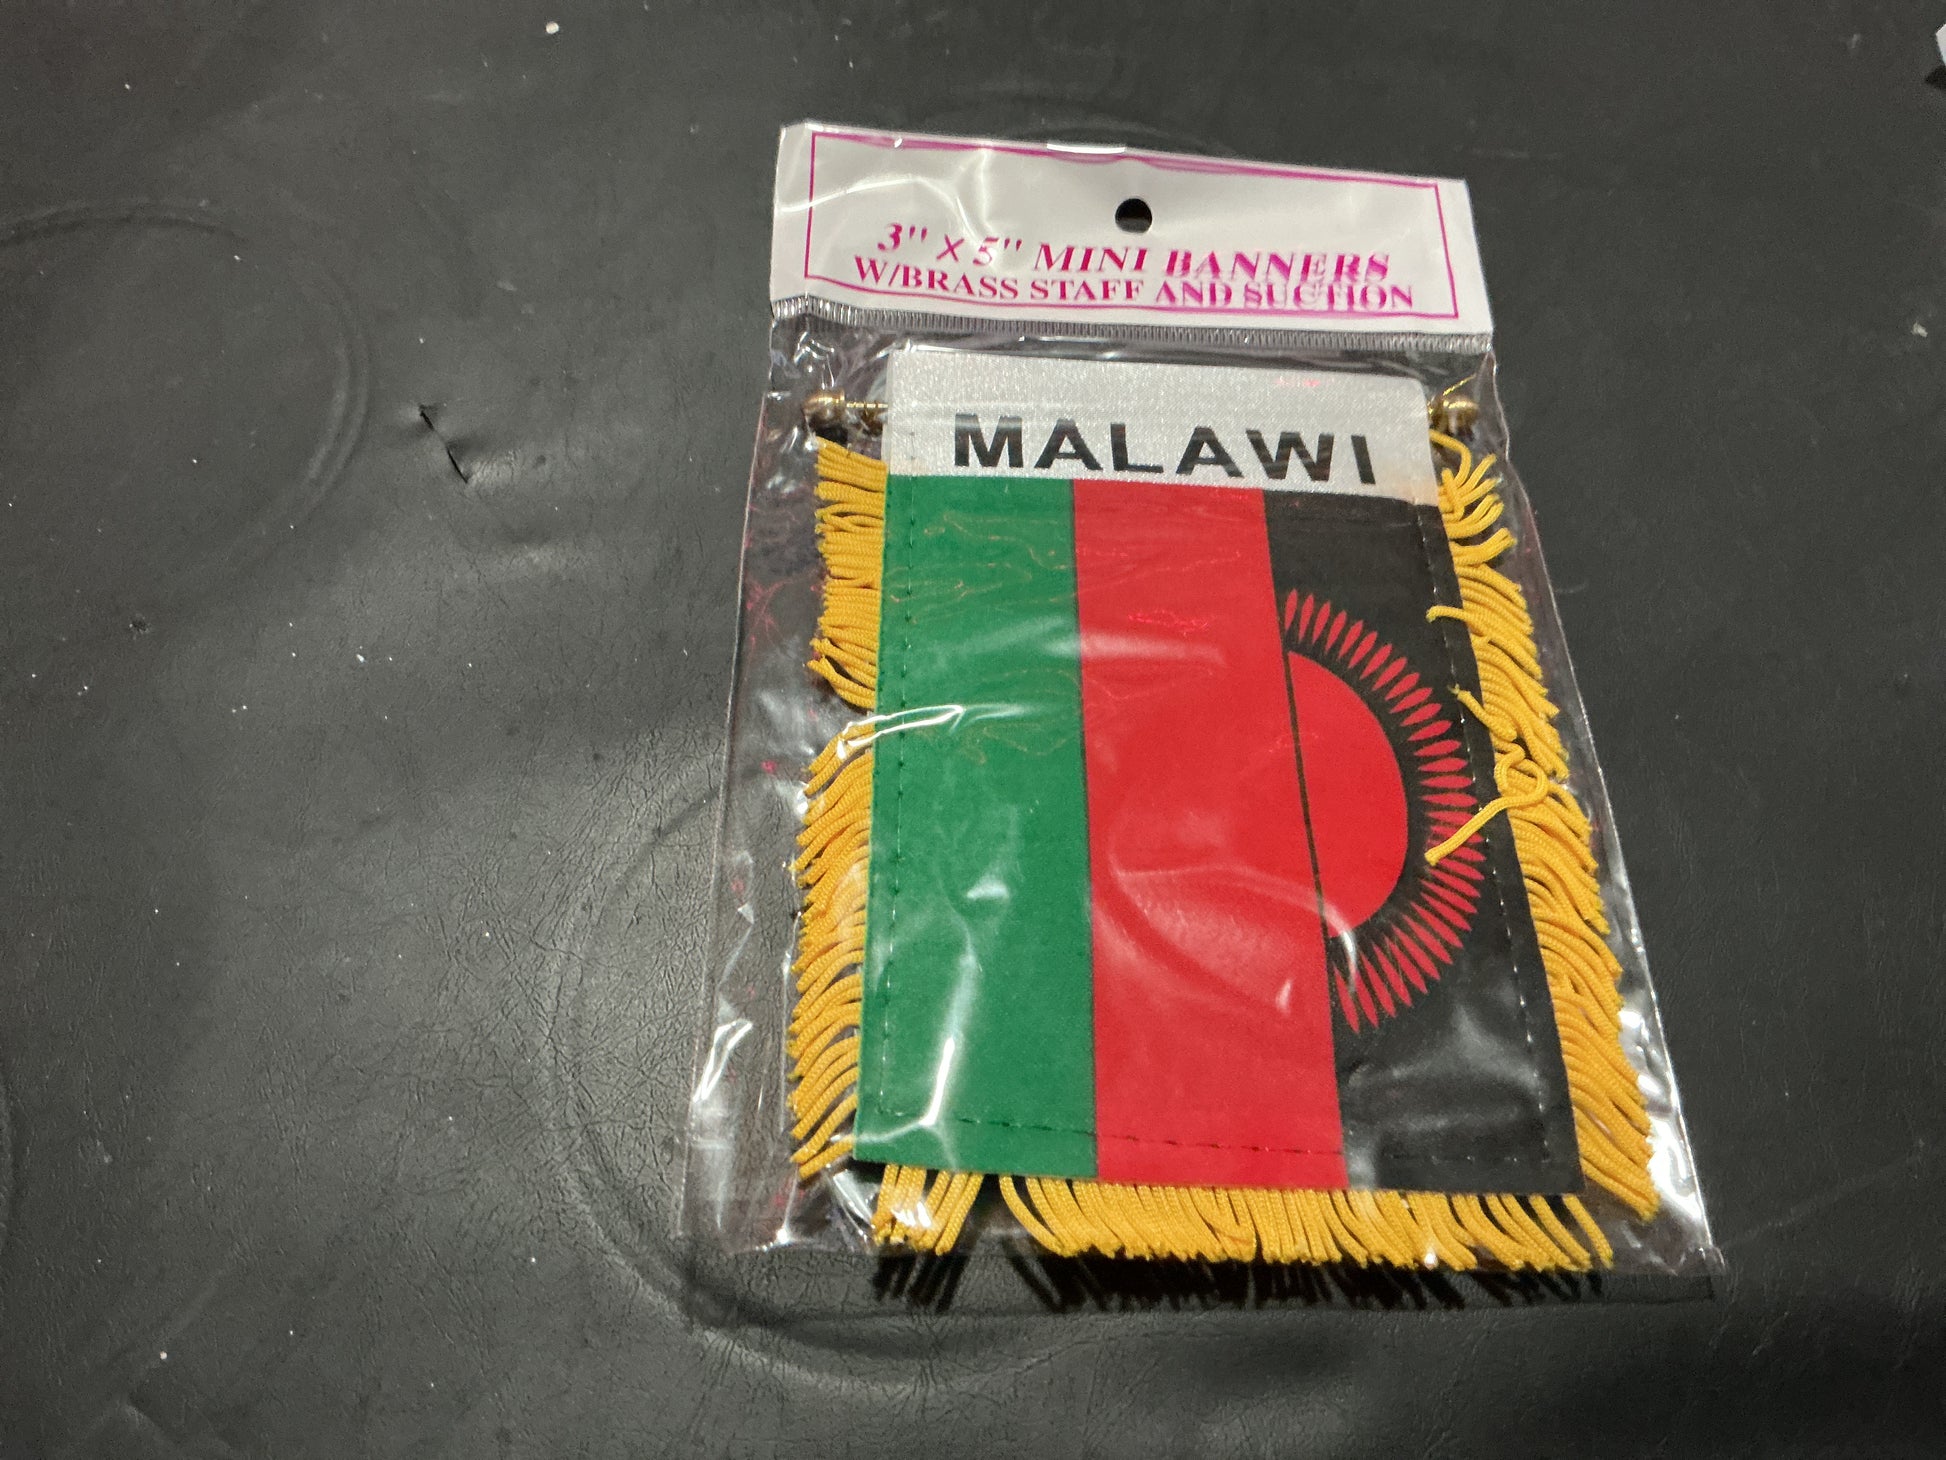 3" X 5" MINI BANNERS
W/BRASS STAFF AND SUCTION
MALAWI